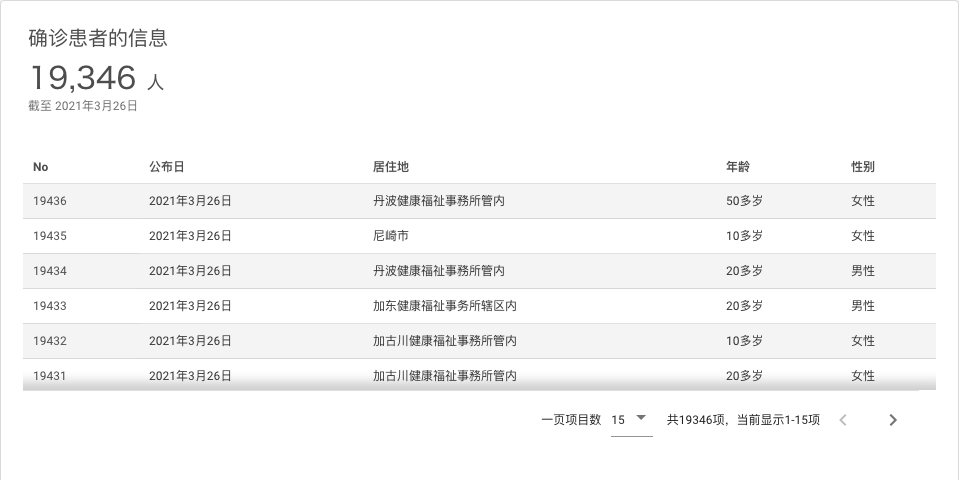 确诊患者的信息
19,346 人
截至 2021年3月26日
No 公布日 居住地 年龄 性别
19436 2021年3月26日 丹波健康福祉事務所管内 50多岁 女性
19435 2021年3月26日 尼崎市 10多岁 女性
19434 2021年3月26日 丹波健康福祉事務所管内 20多岁 男性
19433 2021年3月26日 加东健康福祉事务所辖区内 20多岁 男性
19432 2021年3月26日 加古川健康福祉事務所管内 10多岁 女性
19431 2021年3月26日 加古川健康福祉事務所管内 20多岁 女性
一页项目数 15 共19346项，当前显示1-15项